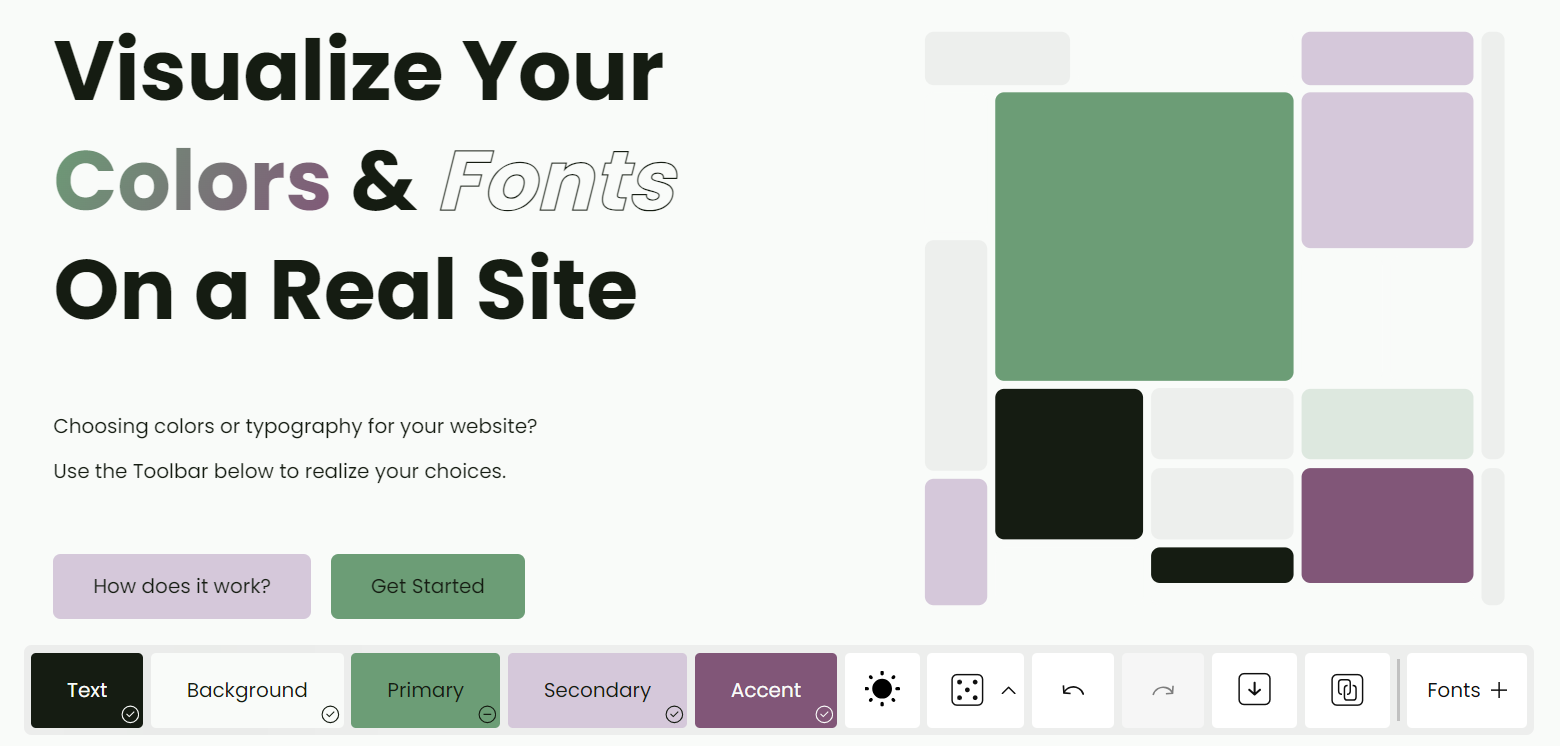 Visualize Your
Colors & Fonts
On a Real Site
Choosing colors or typography for your website?
Use the Toolbar below to realize your choices.
How does it work?
Get Started
Text
Background
Primary
Secondary
Accent
Fonts +